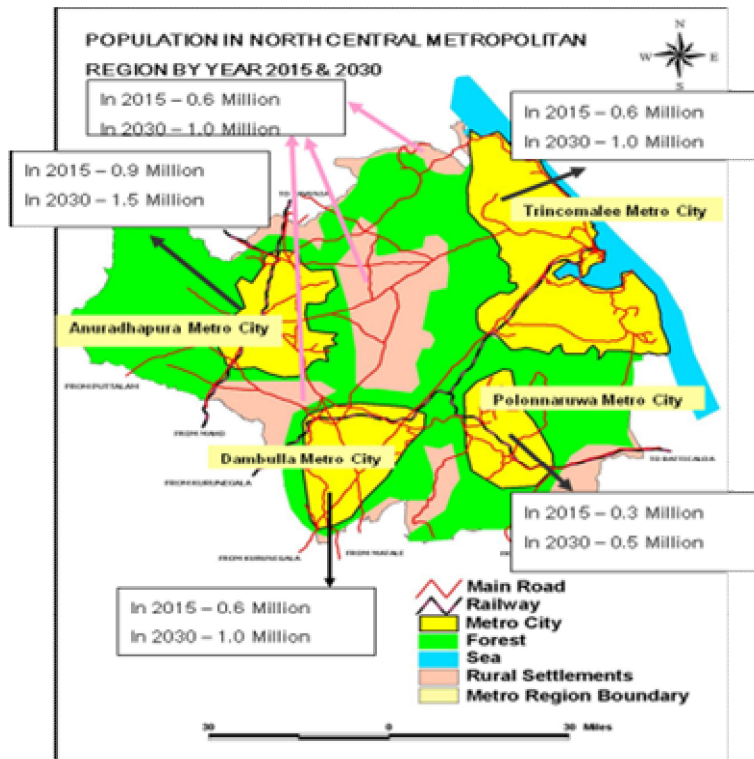 POPULATION IN NORTH CENTRAL METROPOLITAN
REGION BY YEAR 2015 & 2030
N
W
E
S
In 2015 – 0.6 Million
In 2030 – 1.0 Million
In 2015 – 0.6 Million
In 2030 – 1.0 Million
In 2015 – 0.9 Million
In 2030 – 1.5 Million
Trincomalee Metro City
Anuradhapura Metro City
FROM PUTTALAM
Polonnaruwa Metro City
FROM MAHO
Dambulla Metro City
TO BATTICALOA
FROM KURUNEGALA
In 2015 – 0.3 Million
In 2030 – 0.5 Million
FROM KURUNEGALA
FROM MATALE
In 2015 – 0.6 Million
In 2030 – 1.0 Million
Main Road
Railway
Metro City
Forest
Sea
Rural Settlements
Metro Region Boundary
30
0
30 Miles